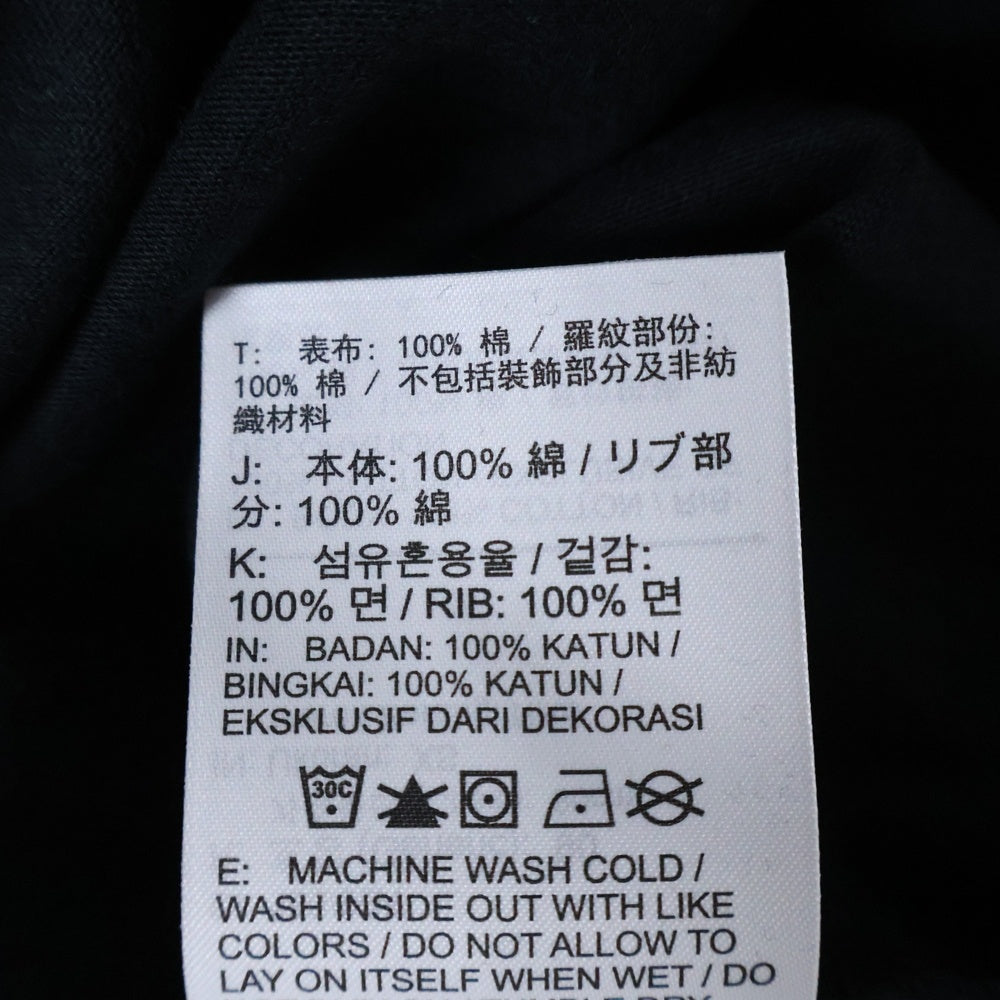 T: 表布: 100% 棉 / 羅紋部份:
100% 棉 / 不包括裝飾部分及非紡
織材料
J: 本体: 100% 綿 / リブ部
分: 100% 綿
K: 섬유혼용율 / 겉감:
100% 면 / RIB: 100% 면
IN: BADAN: 100% KATUN /
BINGKAI: 100% KATUN /
EKSKLUSIF DARI DEKORASI
30C
E: MACHINE WASH COLD /
WASH INSIDE OUT WITH LIKE
COLORS / DO NOT ALLOW TO
LAY ON ITSELF WHEN WET / DO